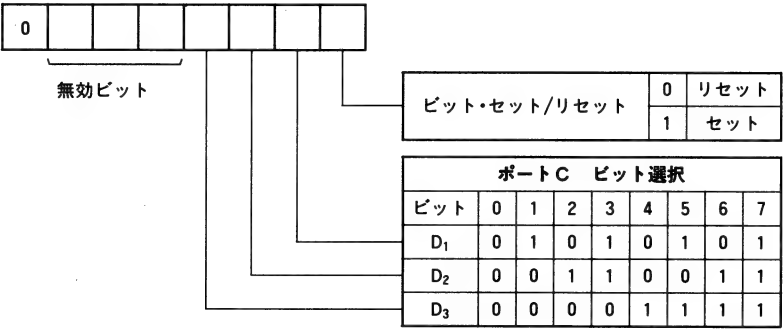 0
無効ビット
ビット・セット/リセット 0 リセット
1 セット
ポートC ビット選択
ビット 0 1 2 3 4 5 6 7
D₁ 0 1 0 1 0 1 0 1
D₂ 0 0 1 1 0 0 1 1
D₃ 0 0 0 0 1 1 1 1